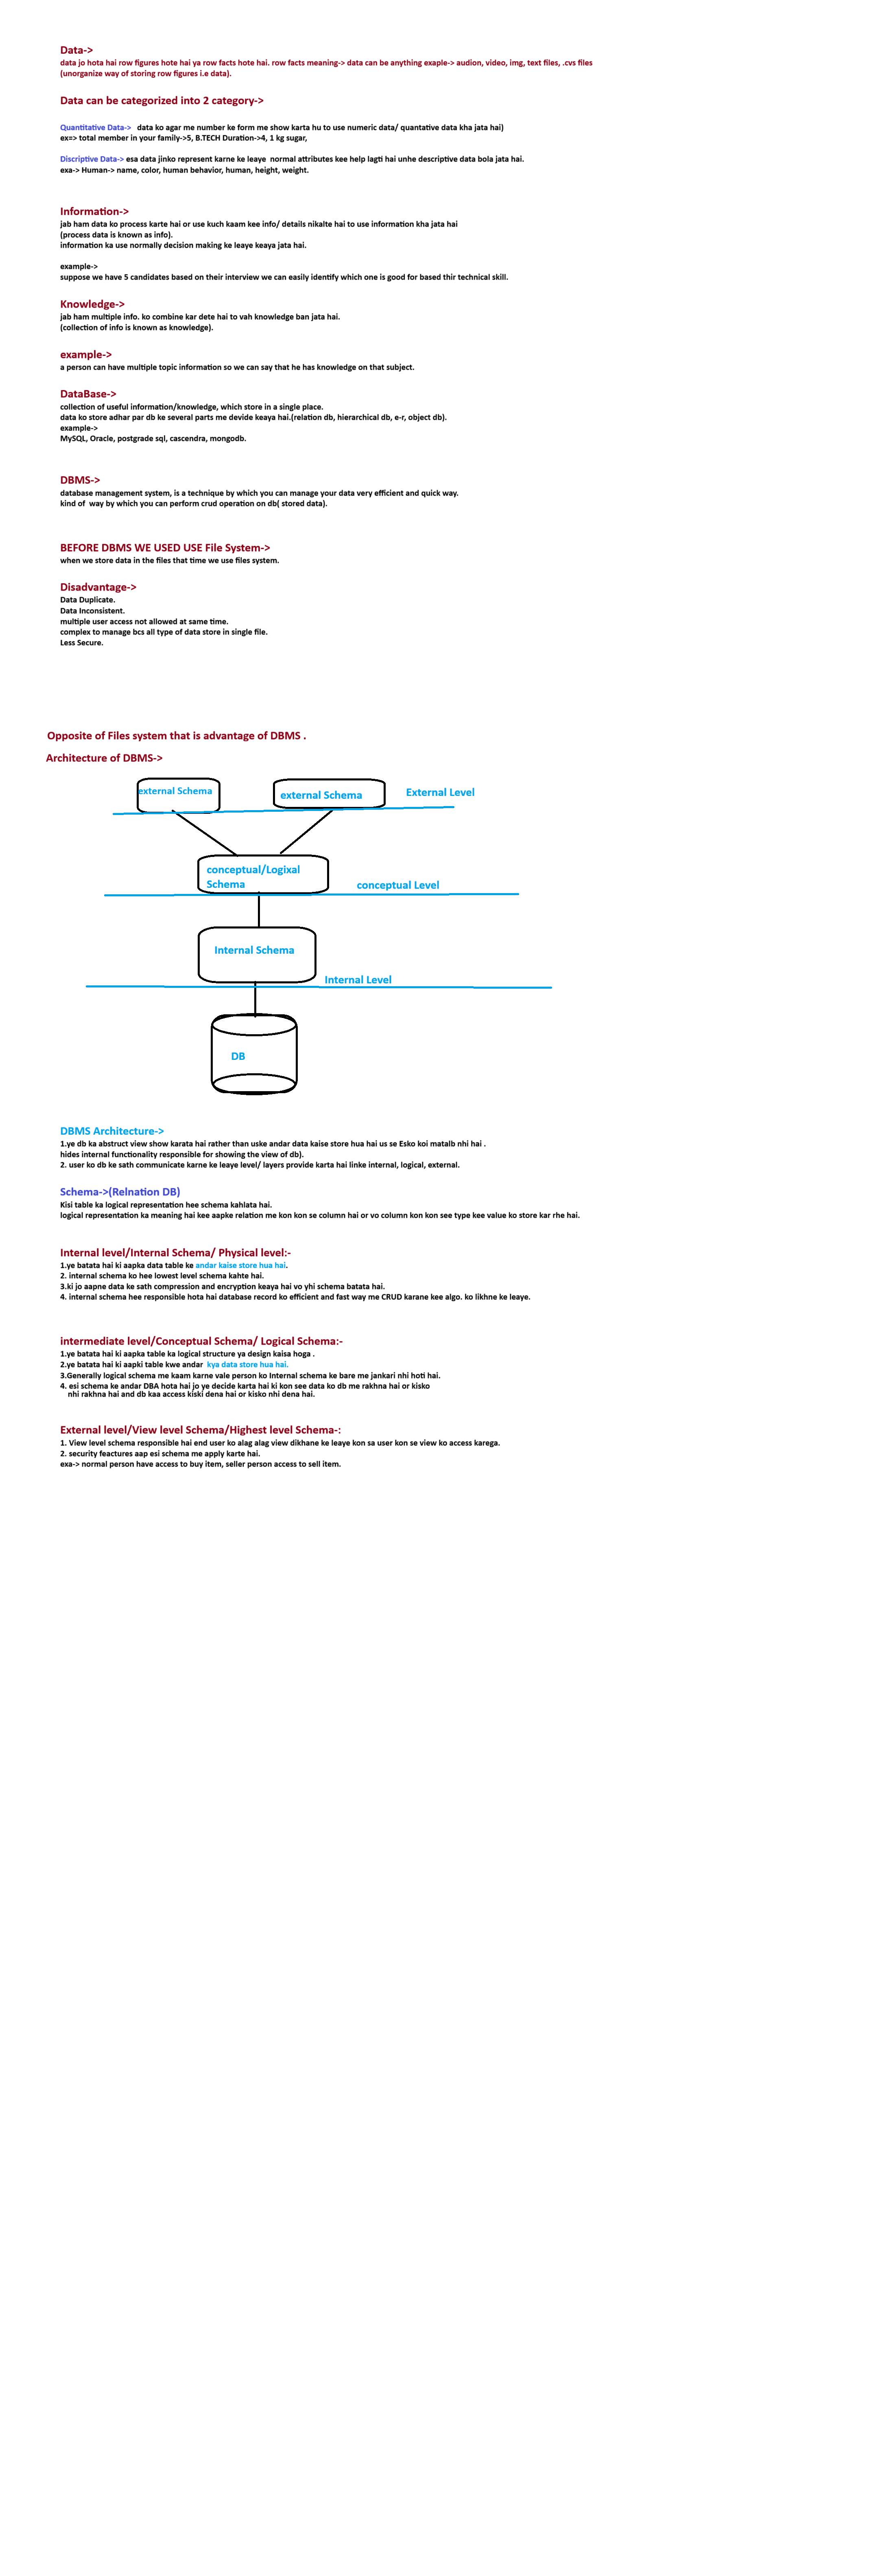 Data->
data jo hota hai row figures hote hai ya row facts hote hai. row facts meaning-> data can be anything exaple-> audion, video, img, text files, .cvs files
(unorganize way of storing row figures i.e data).
Data can be categorized into 2 category->
Quantitative Data-> data ko agar me number ke form me show karta hu to use numeric data/ quantative data kha jata hai)
ex=> total member in your family->5, B.TECH Duration->4, 1 kg sugar,
Discriptive Data-> esa data jinko represent karne ke leaye normal attributes kee help lagti hai unhe descriptive data bola jata hai.
exa-> Human-> name, color, human behavior, human, height, weight.
Information->
jab ham data ko process karte hai or use kuch kaam kee info/ details nikalte hai to use information kha jata hai
(process data is known as info).
information ka use normally decision making ke leaye keaya jata hai.
example->
suppose we have 5 candidates based on their interview we can easily identify which one is good for based thir technical skill.
Knowledge->
jab ham multiple info. ko combine kar dete hai to vah knowledge ban jata hai.
(collection of info is known as knowledge).
example->
a person can have multiple topic information so we can say that he has knowledge on that subject.
DataBase->
collection of useful information/knowledge, which store in a single place.
data ko store adhar par db ke several parts me devide keaya hai.(relation db, hierarchical db, e-r, object db).
example->
MySQL, Oracle, postgrade sql, cascendra, mongodb.
DBMS->
database management system, is a technique by which you can manage your data very efficient and quick way.
kind of way by which you can perform crud operation on db( stored data).
BEFORE DBMS WE USED USE File System->
when we store data in the files that time we use files system.
Disadvantage->
Data Duplicate.
Data Inconsistent.
multiple user access not allowed at same time.
complex to manage bcs all type of data store in single file.
Less Secure.
Opposite of Files system that is advantage of DBMS .
Architecture of DBMS->
external Schema
external Schema
External Level
conceptual/Logixal
Schema
conceptual Level
Internal Schema
Internal Level
DB
DBMS Architecture->
1.ye db ka abstruct view show karata hai rather than uske andar data kaise store hua hai us se Esko koi matalb nhi hai .
hides internal functionality responsible for showing the view of db).
2. user ko db ke sath communicate karne ke leaye level/ layers provide karta hai linke internal, logical, external.
Schema->(Relnation DB)
Kisi table ka logical representation hee schema kahlata hai.
logical representation ka meaning hai kee aapke relation me kon kon se column hai or vo column kon kon see type kee value ko store kar rhe hai.
Internal level/Internal Schema/ Physical level:-
1.ye batata hai ki aapka data table ke andar kaise store hua hai.
2. internal schema ko hee lowest level schema kahte hai.
3.ki jo aapne data ke sath compression and encryption keaya hai vo yhi schema batata hai.
4. internal schema hee responsible hota hai database record ko efficient and fast way me CRUD karane kee algo. ko likhne ke leaye.
intermediate level/Conceptual Schema/ Logical Schema:-
1.ye batata hai ki aapka table ka logical structure ya design kaisa hoga .
2.ye batata hai ki aapki table kwe andar kya data store hua hai.
3.Generally logical schema me kaam karne vale person ko Internal schema ke bare me jankari nhi hoti hai.
4. esi schema ke andar DBA hota hai jo ye decide karta hai ki kon see data ko db me rakhna hai or kisko
nhi rakhna hai and db kaa access kiski dena hai or kisko nhi dena hai.
External level/View level Schema/Highest level Schema-:
1. View level schema responsible hai end user ko alag alag view dikhane ke leaye kon sa user kon se view ko access karega.
2. security feactures aap esi schema me apply karte hai.
exa-> normal person have access to buy item, seller person access to sell item.